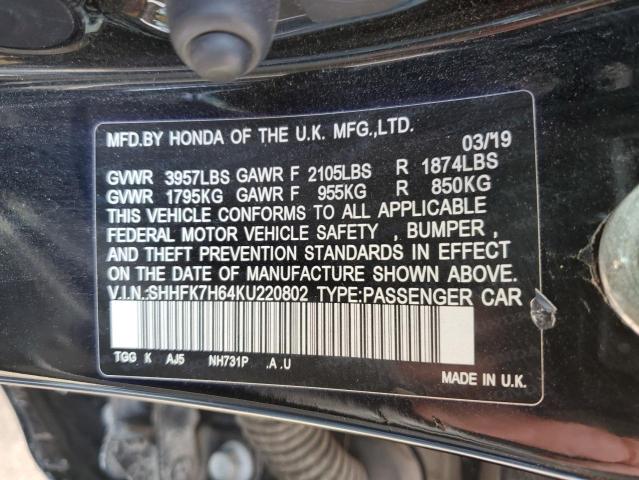 MFD.BY HONDA OF THE U.K. MFG.,LTD.
03/19
GVWR 3957LBS GAWR F 2105LBS R 1874LBS
GVWR 1795KG GAWR F 955KG R 850KG
THIS VEHICLE CONFORMS TO ALL APPLICABLE
FEDERAL MOTOR VEHICLE SAFETY , BUMPER ,
AND THEFT PREVENTION STANDARDS IN EFFECT
ON THE DATE OF MANUFACTURE SHOWN ABOVE.
V.I.N.:SHHFK7H64KU220802 TYPE:PASSENGER CAR
TGG K AJ5 NH731P .A .U
MADE IN U.K.